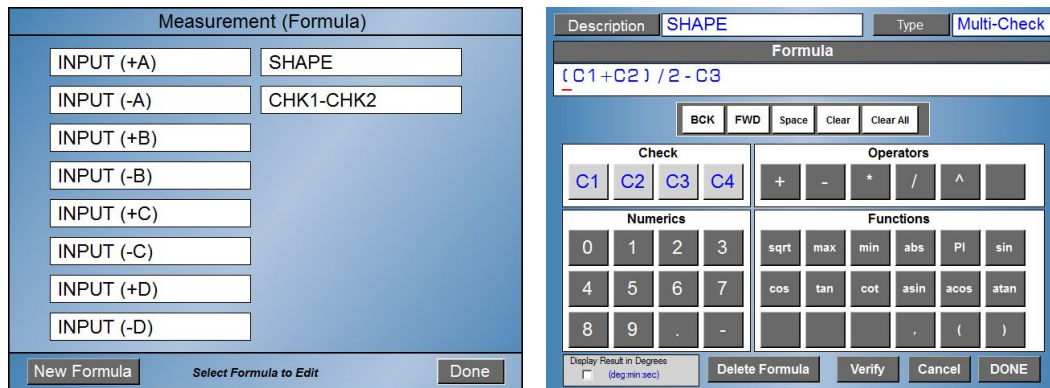 Measurement (Formula)
INPUT (+A) SHAPE
INPUT (-A) CHK1-CHK2
INPUT (+B)
INPUT (-B)
INPUT (+C)
INPUT (-C)
INPUT (+D)
INPUT (-D)
New Formula Select Formula to Edit Done
Description SHAPE Type Multi-Check
Formula
(C1+C2)/2-C3
BCK FWD Space Clear Clear All
Check Operators
C1 C2 C3 C4 + - * / ^
Numerics Functions
0 1 2 3 sqrt max min abs PI sin
4 5 6 7 cos tan cot asin acos atan
8 9 . - , ( )
Display Result in Degrees
(deg:min:sec)
Delete Formula Verify Cancel DONE